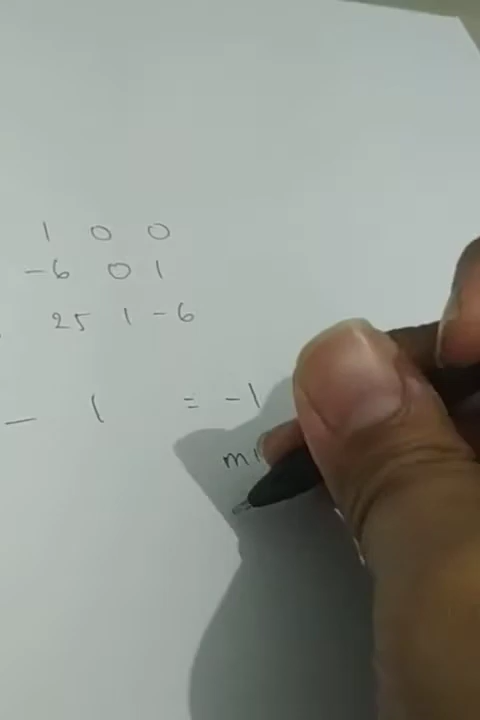 1 0 0
-6 0 1
25 1 -6
- 1 = -1